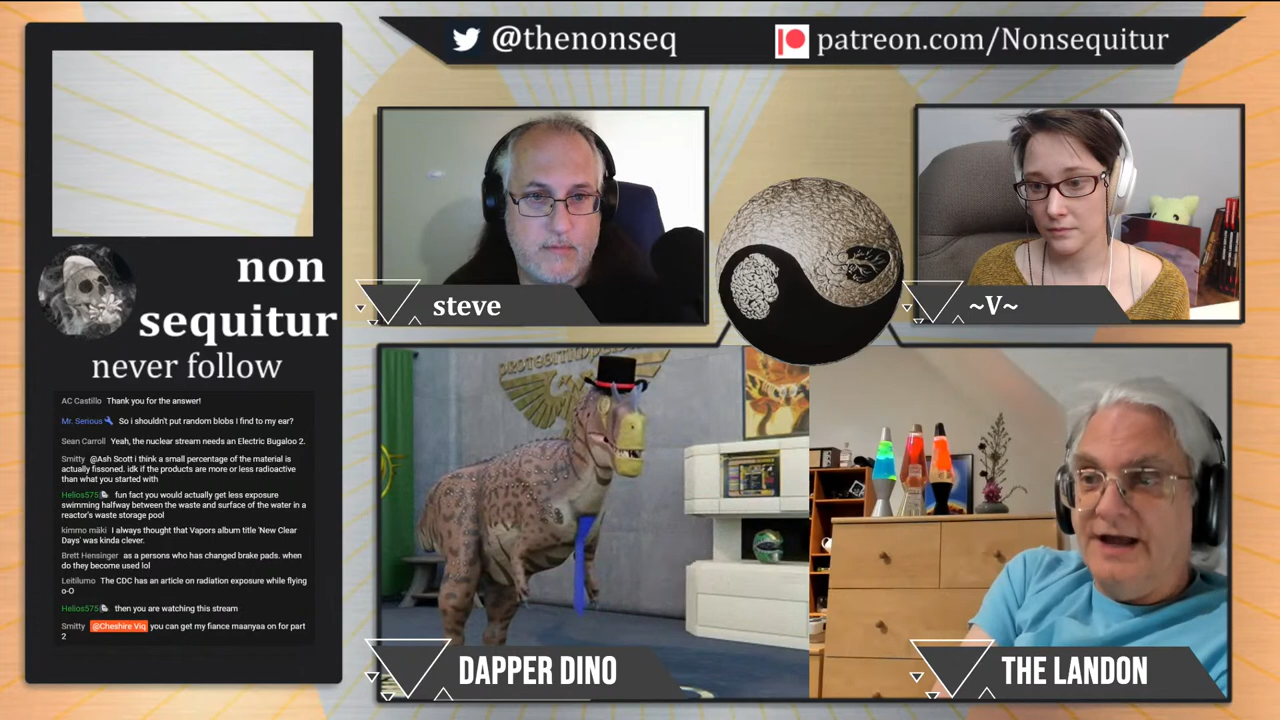 @thenonseq
patreon.com/Nonsequitur
steve
~V~
non
sequitur
never follow
AC Castillo Thank you for the answer!
Mr. Serious So i shouldn't put random blobs I find to my ear?
Sean Carroll Yeah, the nuclear stream needs an Electric Bugaloo 2.
Smitty @Ash Scott i think a small percentage of the material is
actually fissoned. idk if the products are more or less radioactive
than what you started with
Helios575 fun fact you would actually get less exposure
swimming halfway between the waste and surface of the water in a
reactor's waste storage pool
kimmo mäki I always thought that Vapors album title 'New Clear
Days' was kinda clever.
Brett Hensinger as a persons who has changed brake pads. when
do they become used lol
Leitilumo The CDC has an article on radiation exposure while flying
o-O
Helios575 then you are watching this stream
Smitty @Cheshire Viq you can get my fiance maanyaa on for part
2
DAPPER DINO
THE LANDON